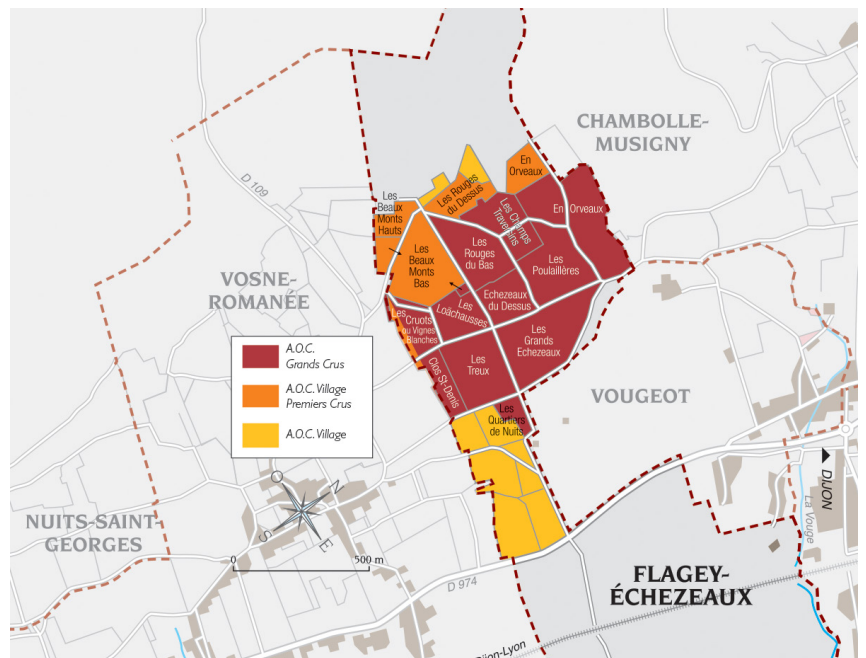 CHAMBOLLE-
MUSIGNY
D 109
En
Orveaux
Les Rouges
du Dessus
Les
Beaux
Monts
Hauts
Les Champs
Traversins
En Orveaux
Les
Rouges
du Bas
Les
Beaux
Monts
Bas
Les
Poulaillères
VOSNE-
ROMANÉE
Echezeaux
du Dessus
Les
Loâchausses
Les
Cruots
ou Vignes
Blanches
Les
Grands
Echezeaux
A.O.C.
Grands Crus
A.O.C. Village
Premiers Crus
A.O.C. Village
Les
Treux
Clos St-Denis
VOUGEOT
Les
Quartiers
de Nuits
DIJON
La Vouge
O
N
S
E
NUITS-SAINT-
GEORGES
0
500 m
D 974
FLAGEY-
ÉCHEZEAUX
Dijon-Lyon